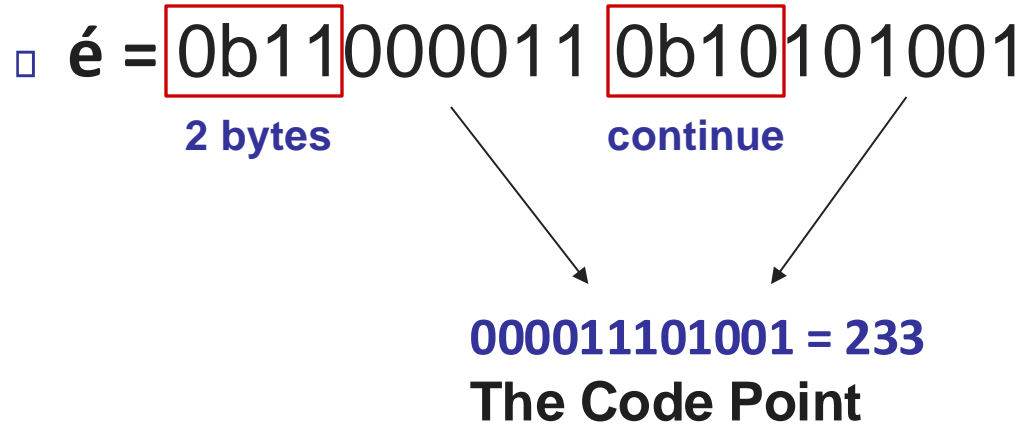 é = 0b11000011 0b10101001
2 bytes continue
000011101001 = 233
The Code Point